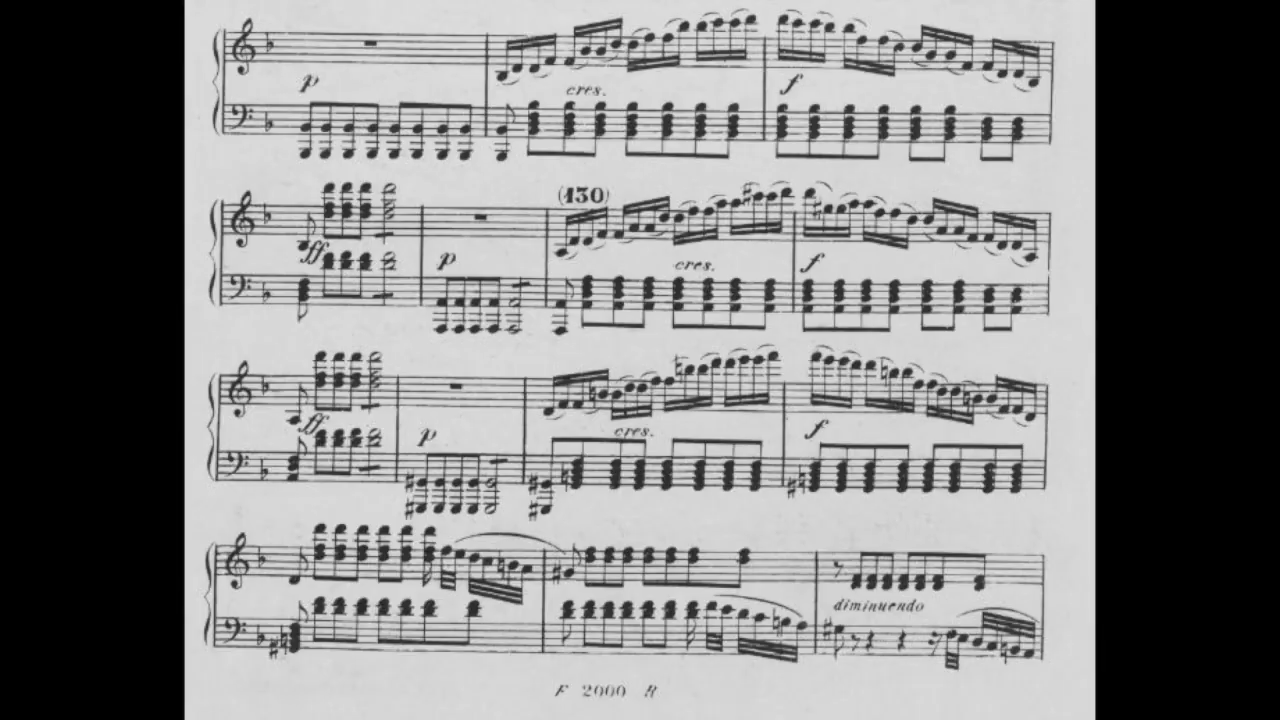 p cres. f
(130)
ff p cres. f
ff p cres. f
diminuendo
F 2000 R